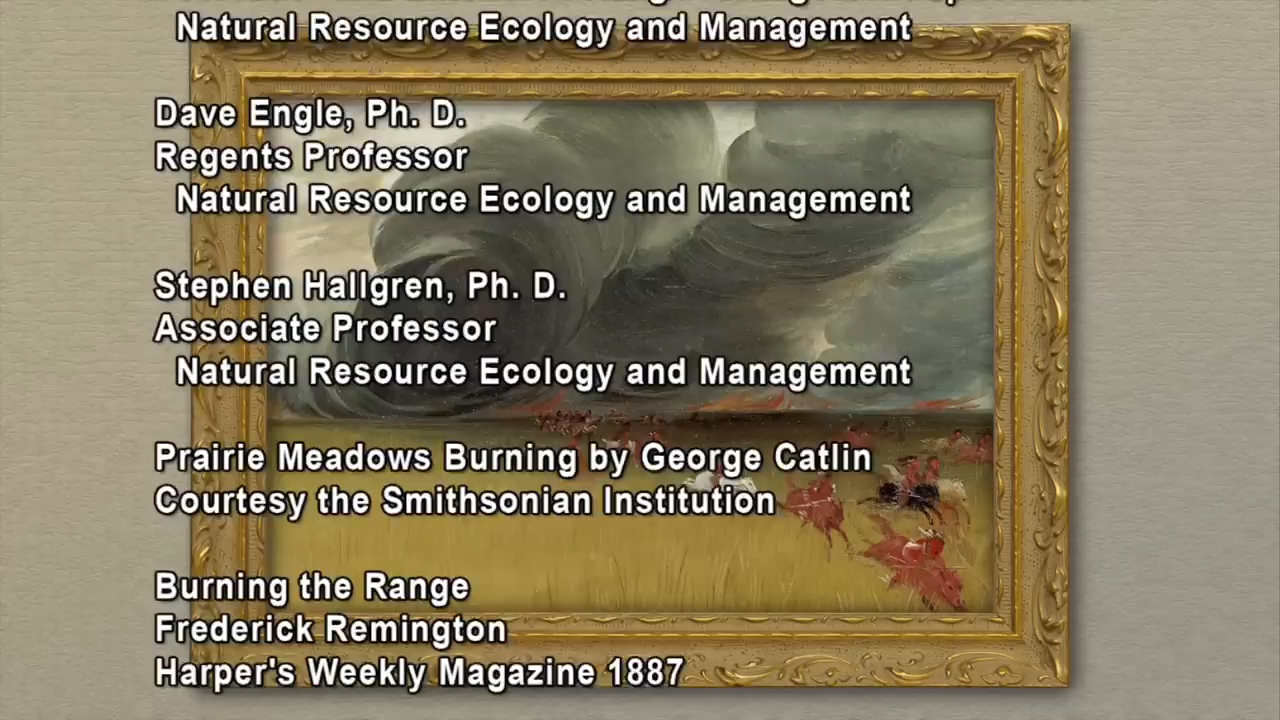 Natural Resource Ecology and Management
Dave Engle, Ph. D.
Regents Professor
Natural Resource Ecology and Management
Stephen Hallgren, Ph. D.
Associate Professor
Natural Resource Ecology and Management
Prairie Meadows Burning by George Catlin
Courtesy the Smithsonian Institution
Burning the Range
Frederick Remington
Harper's Weekly Magazine 1887